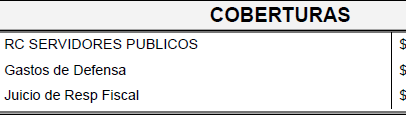 COBERTURAS
RC SERVIDORES PUBLICOS $
Gastos de Defensa $
Juicio de Resp Fiscal $